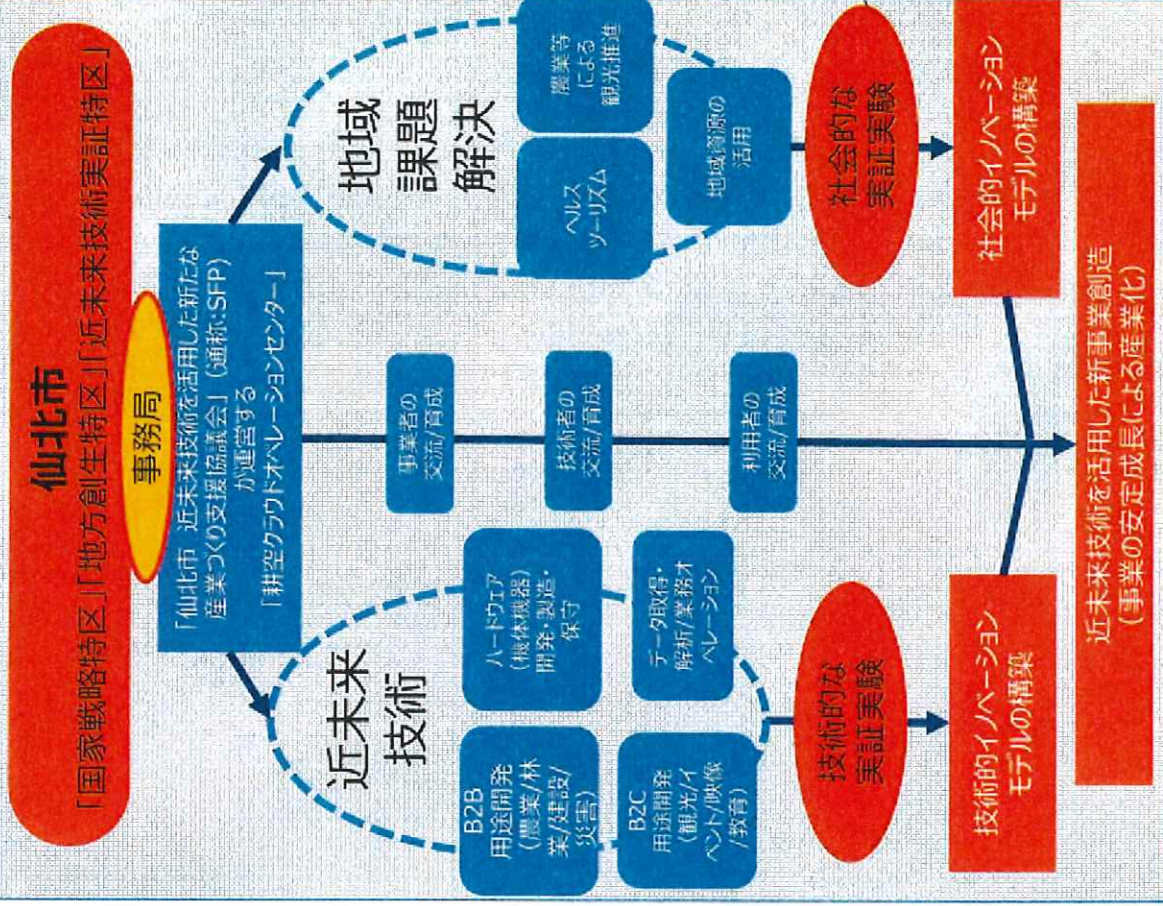 仙北市
「国家戦略特区」「地方創生特区」「近未来技術実証特区」
事務局
「仙北市 近未来技術を活用した新たな
産業づくり支援協議会」（通称：SFP）
が運営する
「耕空クラウドオペレーションセンター」
近未来
技術
B2B
用途開発
（農業/林
業/建設/
災害）
ハードウェア
（機体機器）
開発・製造・
保守
B2C
用途開発
（観光/イ
ベント/映像
/教育）
データ取得・
解析/業務オ
ペレーション
技術的な
実証実験
技術的イノベーション
モデルの構築
事業者の
交流/育成
技術者の
交流/育成
利用者の
交流/育成
地域
課題
解決
ヘルス
ツーリズム
農業等
による
観光推進
地域資源の
活用
社会的な
実証実験
社会的イノベーション
モデルの構築
近未来技術を活用した新事業創造
（事業の安定成長による産業化）